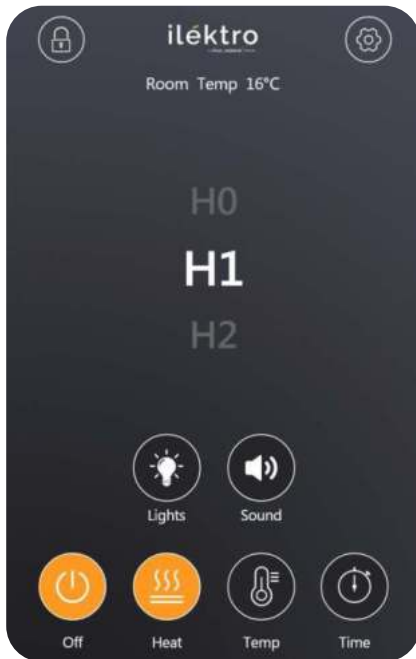 ilektro
Room Temp 16°C
H0
H1
H2
Lights
Sound
Off
Heat
Temp
Time